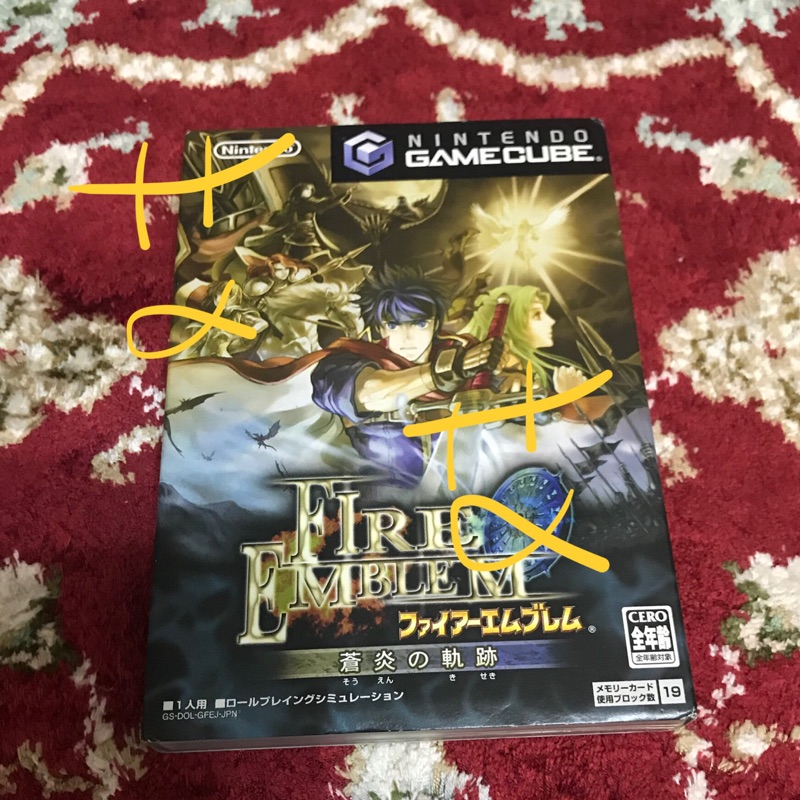 Nintendo
NINTENDO
GAMECUBE
FIRE
EMBLEM
ファイアーエムブレム
蒼炎の軌跡
そうえん きせき
CERO
全年齢
全年齢対象
■1人用 ■ロールプレイングシミュレーション
GS-DOL-GFEJ-JPN
メモリーカード
使用ブロック数 19